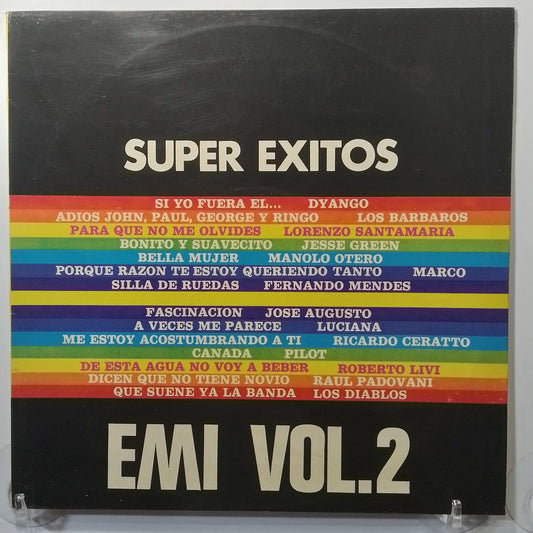 SUPER EXITOS
SI YO FUERA EL... DYANGO
ADIOS JOHN, PAUL, GEORGE Y RINGO LOS BARBAROS
PARA QUE NO ME OLVIDES LORENZO SANTAMARIA
BONITO Y SUAVECITO JESSE GREEN
BELLA MUJER MANOLO OTERO
PORQUE RAZON TE ESTOY QUERIENDO TANTO MARCO
SILLA DE RUEDAS FERNANDO MENDES
FASCINACION JOSE AUGUSTO
A VECES ME PARECE LUCIANA
ME ESTOY ACOSTUMBRANDO A TI RICARDO CERATTO
CANADA PILOT
DE ESTA AGUA NO VOY A BEBER ROBERTO LIVI
DICEN QUE NO TIENE NOVIO RAUL PADOVANI
QUE SUENE YA LA BANDA LOS DIABLOS
EMI VOL.2